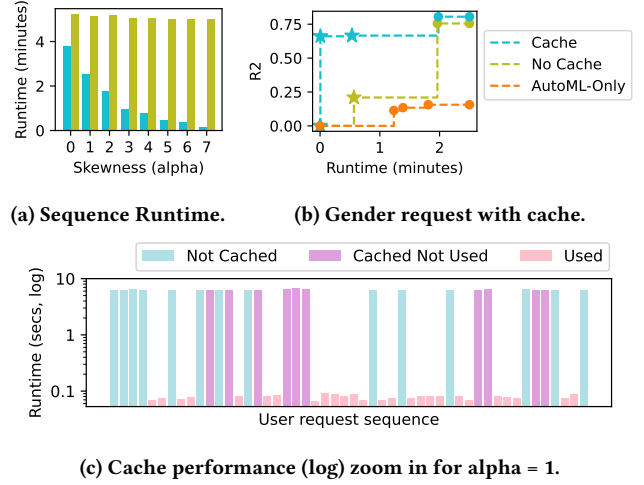 Runtime (minutes)
4
2
0
0 1 2 3 4 5 6 7
Skewness (alpha)
(a) Sequence Runtime.
R2
0.75
0.50
0.25
0.00
0 1 2
Runtime (minutes)
Cache
No Cache
AutoML-Only
(b) Gender request with cache.
Not Cached Cached Not Used Used
Runtime (secs, log)
10
1
0.1
User request sequence
(c) Cache performance (log) zoom in for alpha = 1.